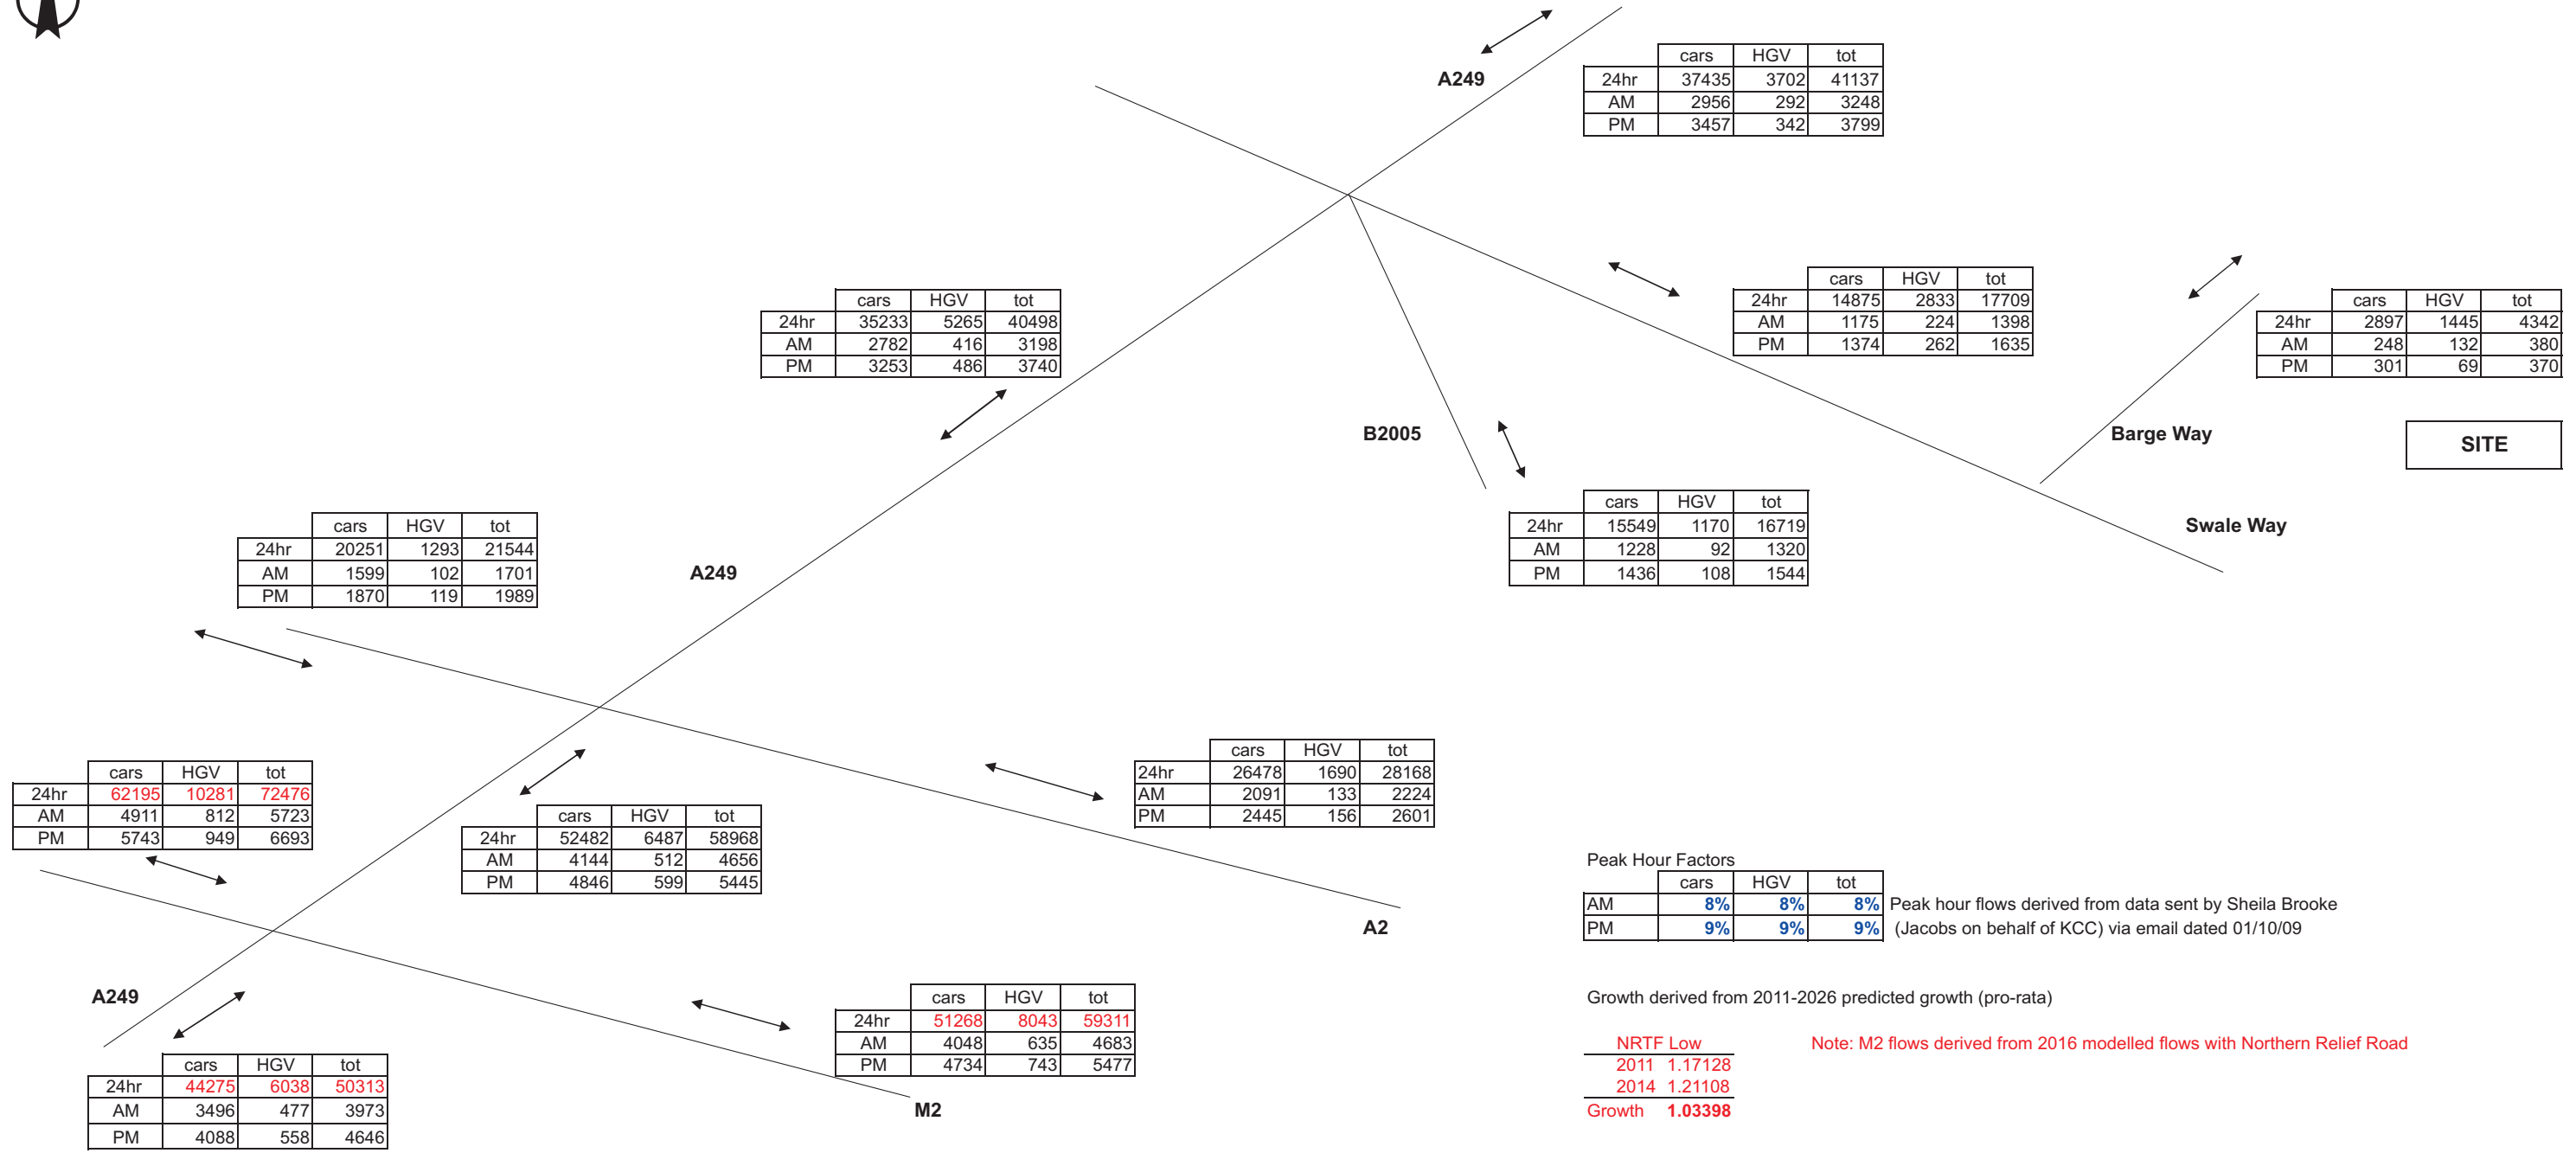 A249
cars HGV tot
24hr 37435 3702 41137
AM 2956 292 3248
PM 3457 342 3799
cars HGV tot
24hr 14875 2833 17709
AM 1175 224 1398
PM 1374 262 1635
cars HGV tot
24hr 2897 1445 4342
AM 248 132 380
PM 301 69 370
cars HGV tot
24hr 35233 5265 40498
AM 2782 416 3198
PM 3253 486 3740
B2005
Barge Way
SITE
cars HGV tot
24hr 15549 1170 16719
AM 1228 92 1320
PM 1436 108 1544
Swale Way
cars HGV tot
24hr 20251 1293 21544
AM 1599 102 1701
PM 1870 119 1989
A249
cars HGV tot
24hr 26478 1690 28168
AM 2091 133 2224
PM 2445 156 2601
cars HGV tot
24hr 62195 10281 72476
AM 4911 812 5723
PM 5743 949 6693
cars HGV tot
24hr 52482 6487 58968
AM 4144 512 4656
PM 4846 599 5445
A2
Peak Hour Factors
cars HGV tot
AM 8% 8% 8% Peak hour flows derived from data sent by Sheila Brooke
PM 9% 9% 9% (Jacobs on behalf of KCC) via email dated 01/10/09
A249
cars HGV tot
24hr 51268 8043 59311
AM 4048 635 4683
PM 4734 743 5477
M2
Growth derived from 2011-2026 predicted growth (pro-rata)
NRTF Low
2011 1.17128
2014 1.21108
Growth 1.03398
Note: M2 flows derived from 2016 modelled flows with Northern Relief Road
cars HGV tot
24hr 44275 6038 50313
AM 3496 477 3973
PM 4088 558 4646